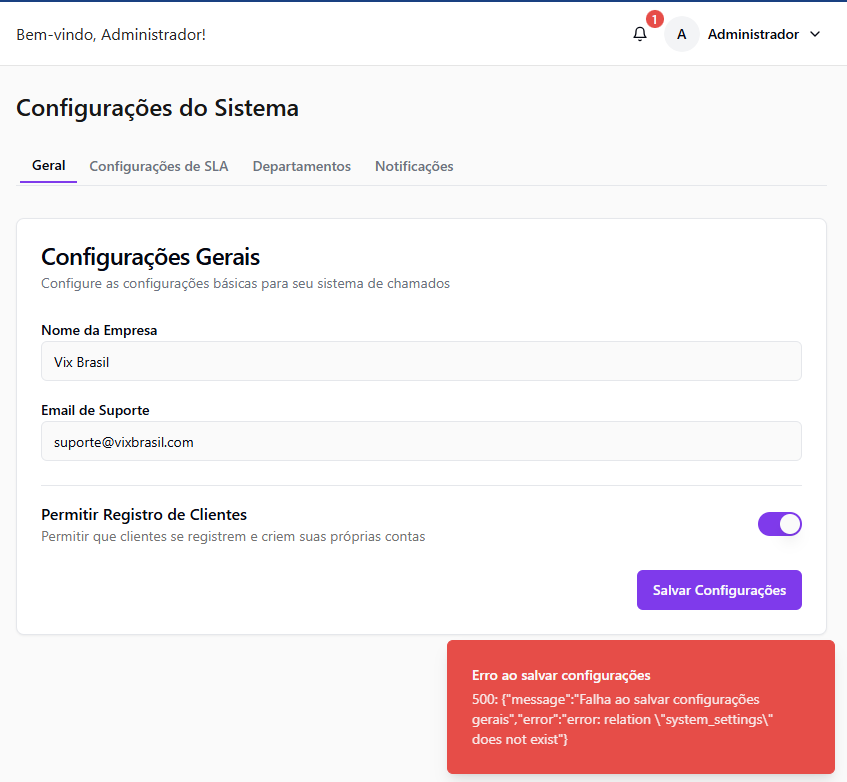 Bem-vindo, Administrador!
1
A
Administrador
Configurações do Sistema
Geral
Configurações de SLA
Departamentos
Notificações
Configurações Gerais
Configure as configurações básicas para seu sistema de chamados
Nome da Empresa
Vix Brasil
Email de Suporte
suporte@vixbrasil.com
Permitir Registro de Clientes
Permitir que clientes se registrem e criem suas próprias contas
Salvar Configurações
Erro ao salvar configurações
500: {"message":"Falha ao salvar configurações
gerais","error":"error: relation \"system_settings\"
does not exist"}